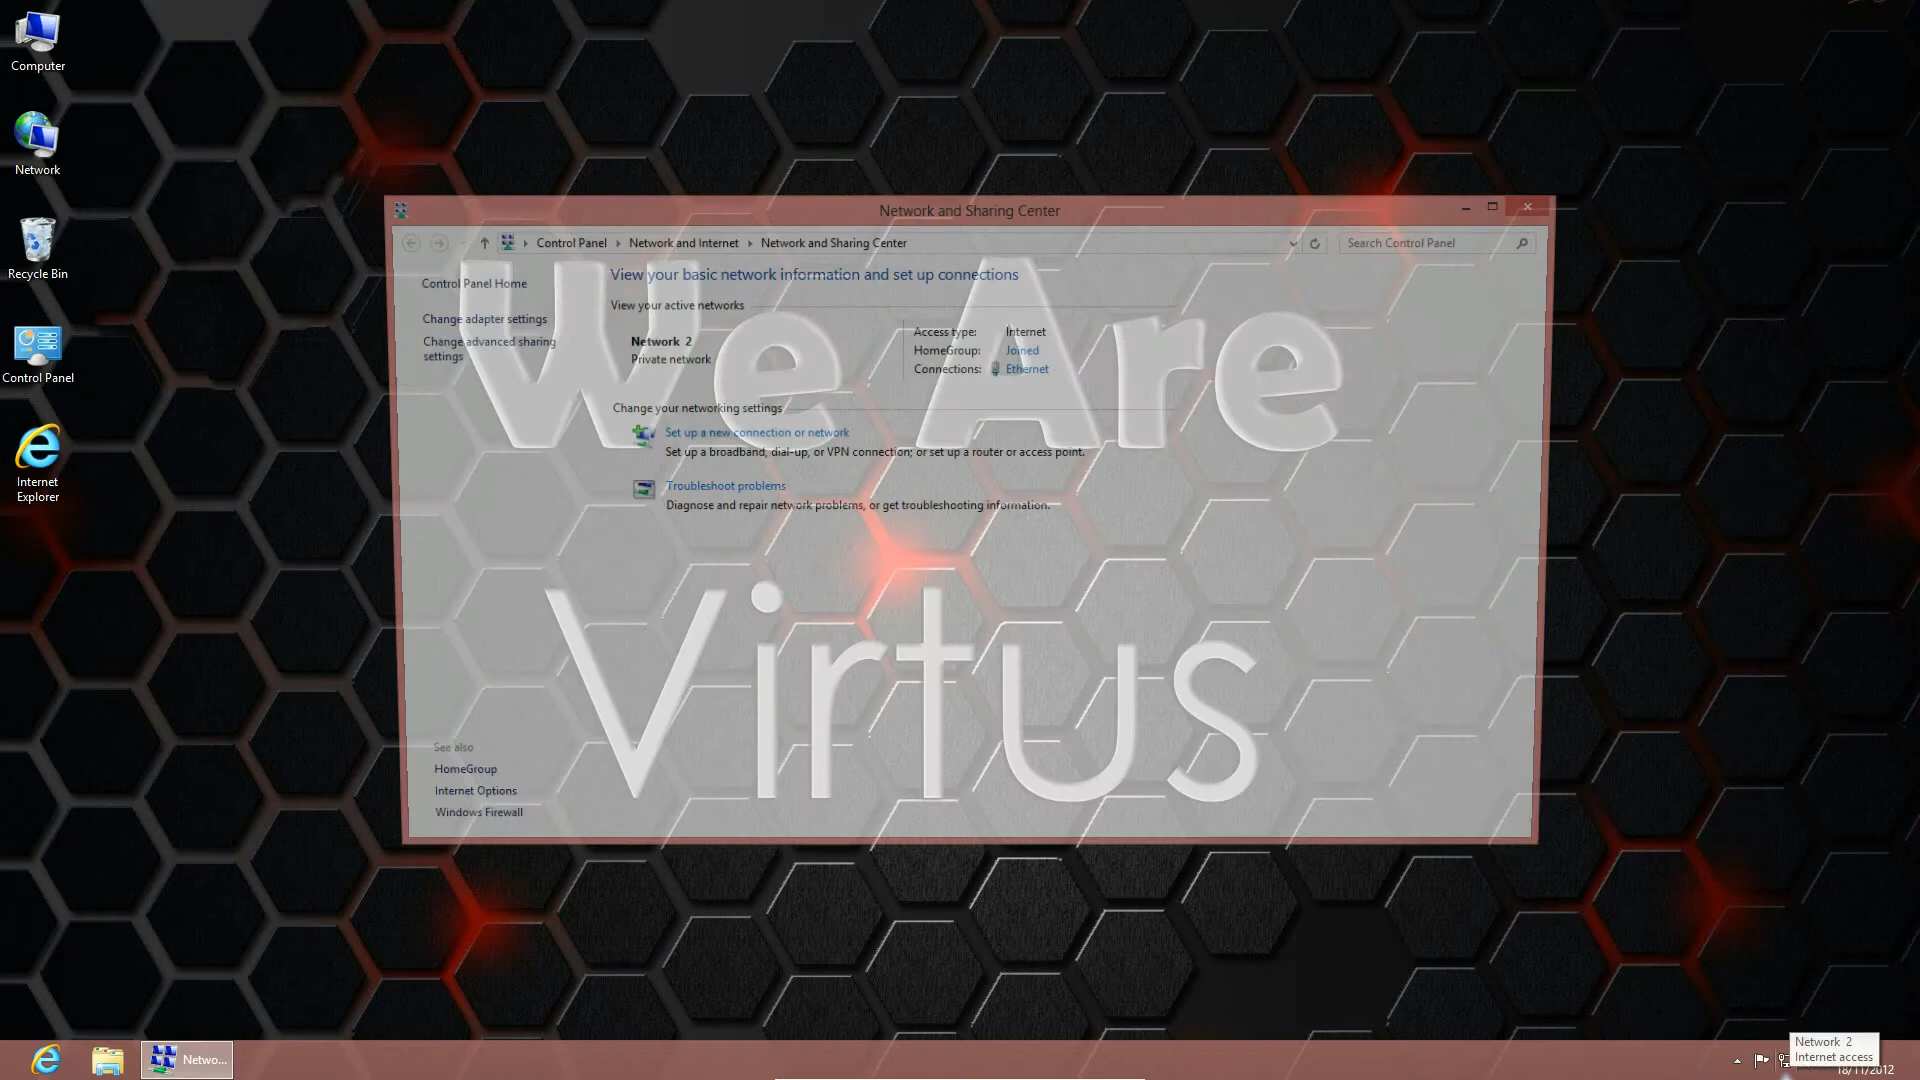 Computer
Network
Recycle Bin
Control Panel
Internet
Explorer
Network and Sharing Center
Control Panel
Network and Internet
Network and Sharing Center
Search Control Panel
Control Panel Home
Change adapter settings
Change advanced sharing
settings
View your basic network information and set up connections
View your active networks
Network 2
Private network
Access type: Internet
HomeGroup: Joined
Connections: Ethernet
Change your networking settings
Set up a new connection or network
Set up a broadband, dial-up, or VPN connection; or set up a router or access point.
Troubleshoot problems
Diagnose and repair network problems, or get troubleshooting information.
We Are
Virtus
See also
HomeGroup
Internet Options
Windows Firewall
Netwo...
Network 2
Internet access
18/11/2012